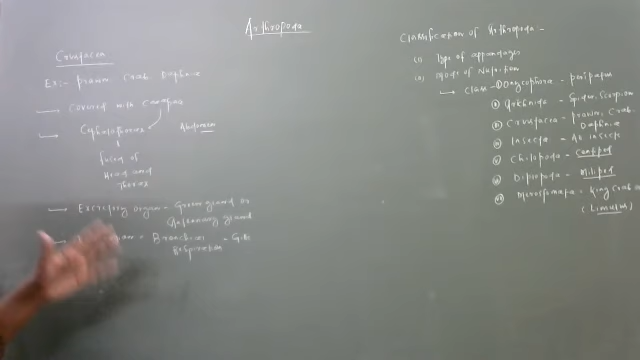 Arthropoda
Crustacea
Ex:- prawn Crab Daphnia
Covered with Carapace
Cephalothorax Abdomen
fusion of
Head and
Thorax
Excretory organ - Green gland or
Antennary gland
Branchial - Gill
Respiration
Classification of Arthropoda -
(i) Type of appendages
(ii) Mode of Nutrition
Class - Onycophora - peripatus
Arachnida - Spider, Scorpion
Crustacea - prawn, Crab
Daphnia
Insecta - All insects
Chilopoda - Centipede
Diplopoda - Millipede
Merostomata - King Crab or
(Limulus)